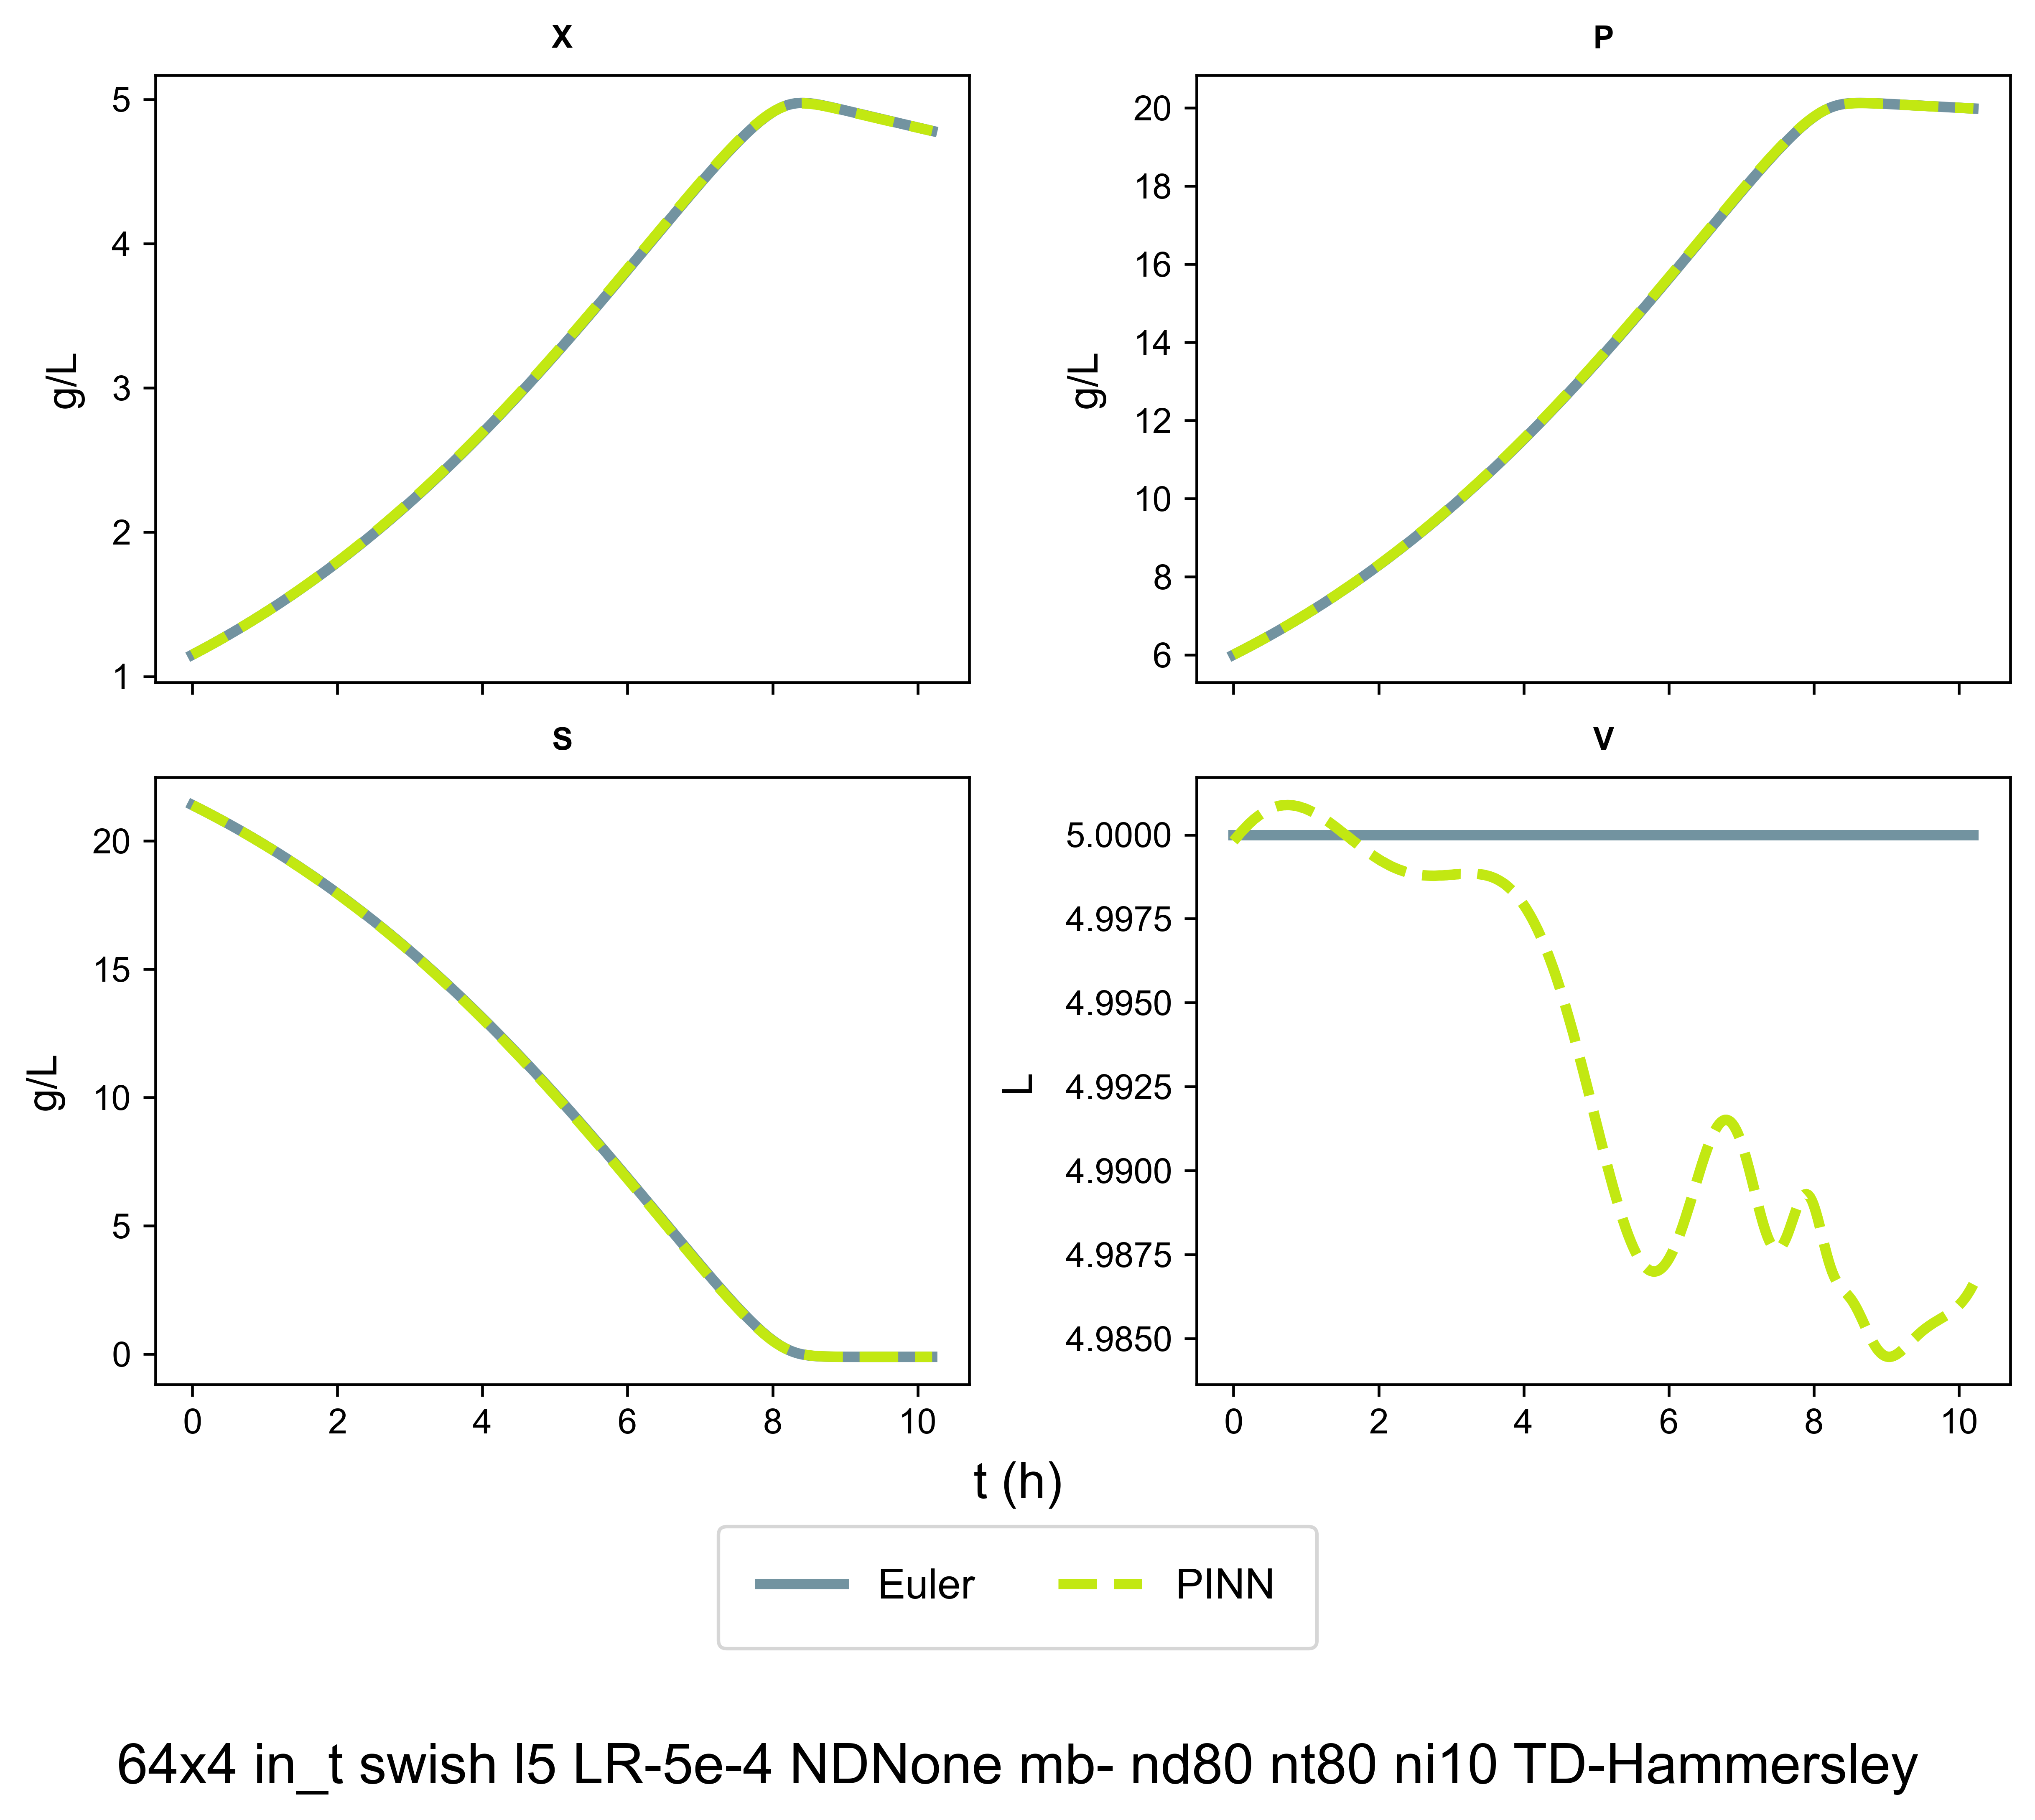 X
5
4
3
2
1
g/L
P
20
18
16
14
12
10
8
6
g/L
S
20
15
10
5
0
g/L
0 2 4 6 8 10
V
5.0000
4.9975
4.9950
4.9925
4.9900
4.9875
4.9850
L
0 2 4 6 8 10
t (h)
Euler PINN
64x4 in_t swish l5 LR-5e-4 NDNone mb- nd80 nt80 ni10 TD-Hammersley